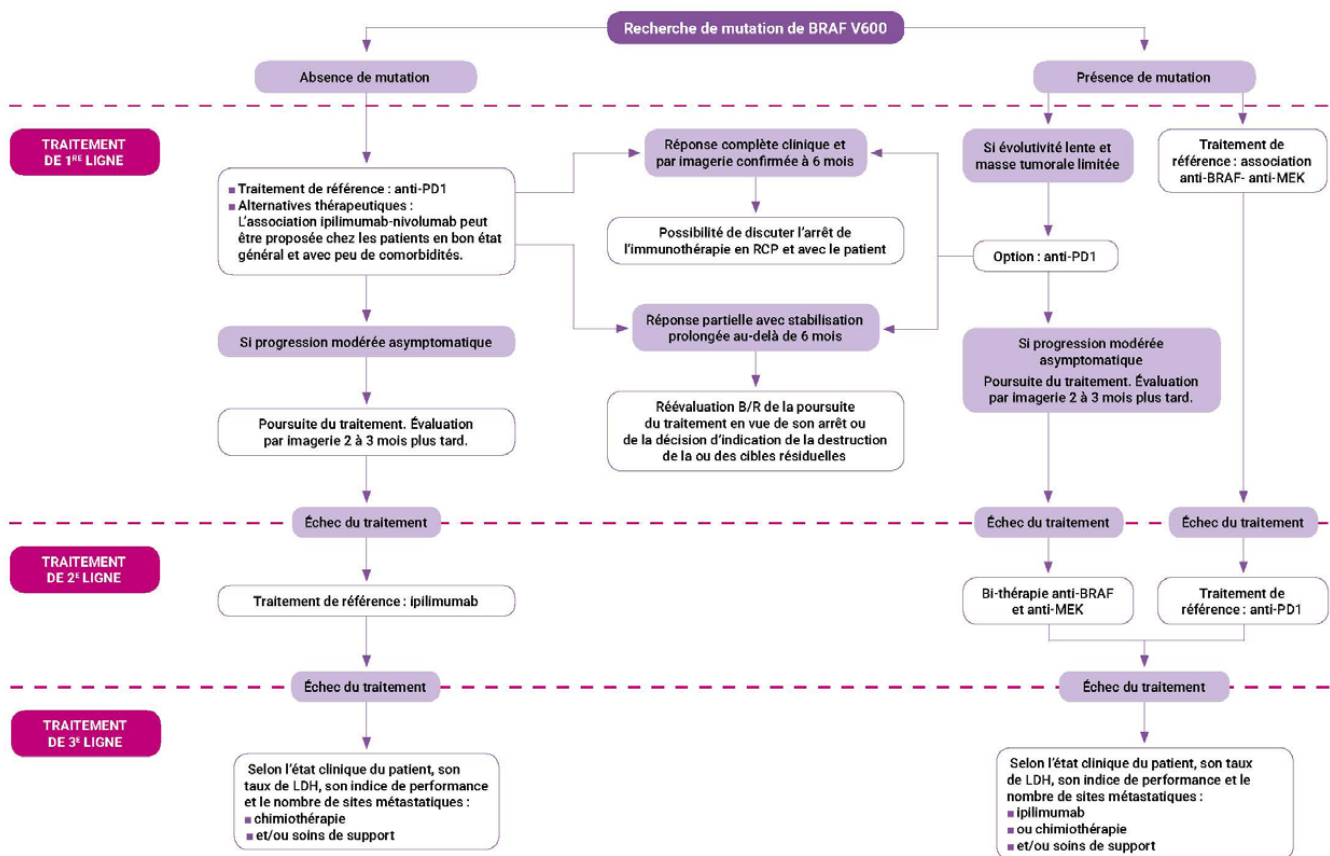 Recherche de mutation de BRAF V600
Absence de mutation
Présence de mutation
TRAITEMENT
DE 1RE LIGNE
■ Traitement de référence : anti-PD1
■ Alternatives thérapeutiques :
L’association ipilimumab-nivolumab peut
être proposée chez les patients en bon état
général et avec peu de comorbidités.
Réponse complète clinique et
par imagerie confirmée à 6 mois
Possibilité de discuter l’arrêt de
l’immunothérapie en RCP et avec le patient
Si évolutivité lente et
masse tumorale limitée
Traitement de
référence : association
anti-BRAF- anti-MEK
Option : anti-PD1
Si progression modérée asymptomatique
Réponse partielle avec stabilisation
prolongée au-delà de 6 mois
Si progression modérée
asymptomatique
Poursuite du traitement. Évaluation
par imagerie 2 à 3 mois plus tard.
Poursuite du traitement. Évaluation
par imagerie 2 à 3 mois plus tard.
Réévaluation B/R de la poursuite
du traitement en vue de son arrêt ou
de la décision d’indication de la destruction
de la ou des cibles résiduelles
Échec du traitement
Échec du traitement
Échec du traitement
TRAITEMENT
DE 2E LIGNE
Traitement de référence : ipilimumab
Bi-thérapie anti-BRAF
et anti-MEK
Traitement de
référence : anti-PD1
Échec du traitement
Échec du traitement
TRAITEMENT
DE 3E LIGNE
Selon l’état clinique du patient, son
taux de LDH, son indice de performance
et le nombre de sites métastatiques :
■ chimiothérapie
■ et/ou soins de support
Selon l’état clinique du patient, son taux
de LDH, son indice de performance et le
nombre de sites métastatiques :
■ ipilimumab
■ ou chimiothérapie
■ et/ou soins de support